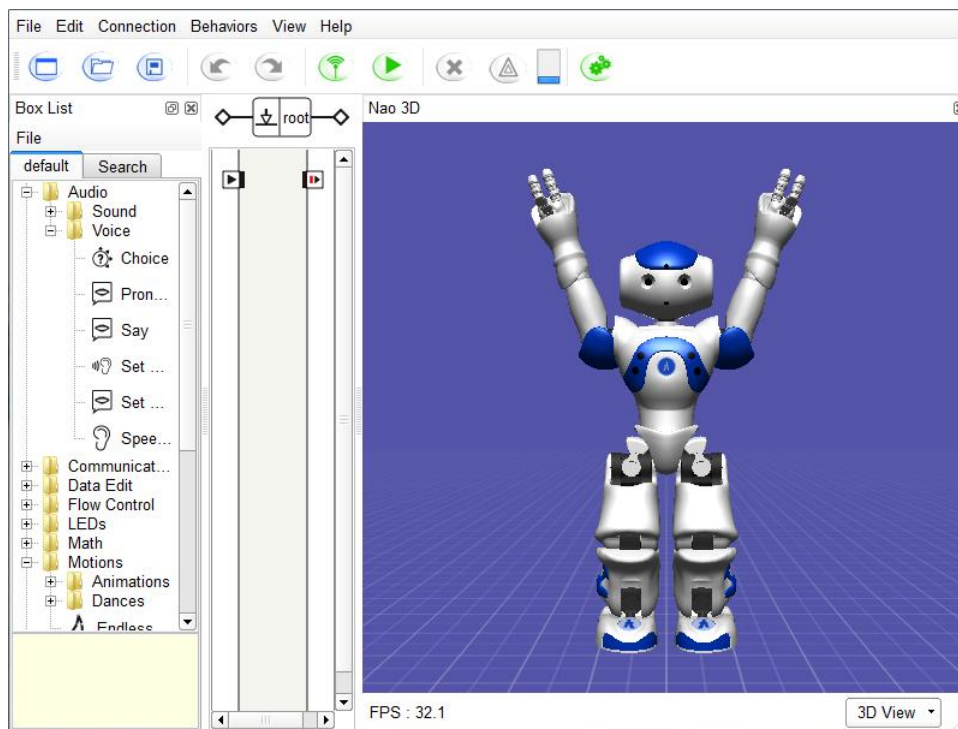 File Edit Connection Behaviors View Help
Box List
File
default Search
Audio
Sound
Voice
Choice
Pron...
Say
Set ...
Set ...
Spee...
Communicat...
Data Edit
Flow Control
LEDs
Math
Motions
Animations
Dances
Endless
root
Nao 3D
FPS : 32.1
3D View